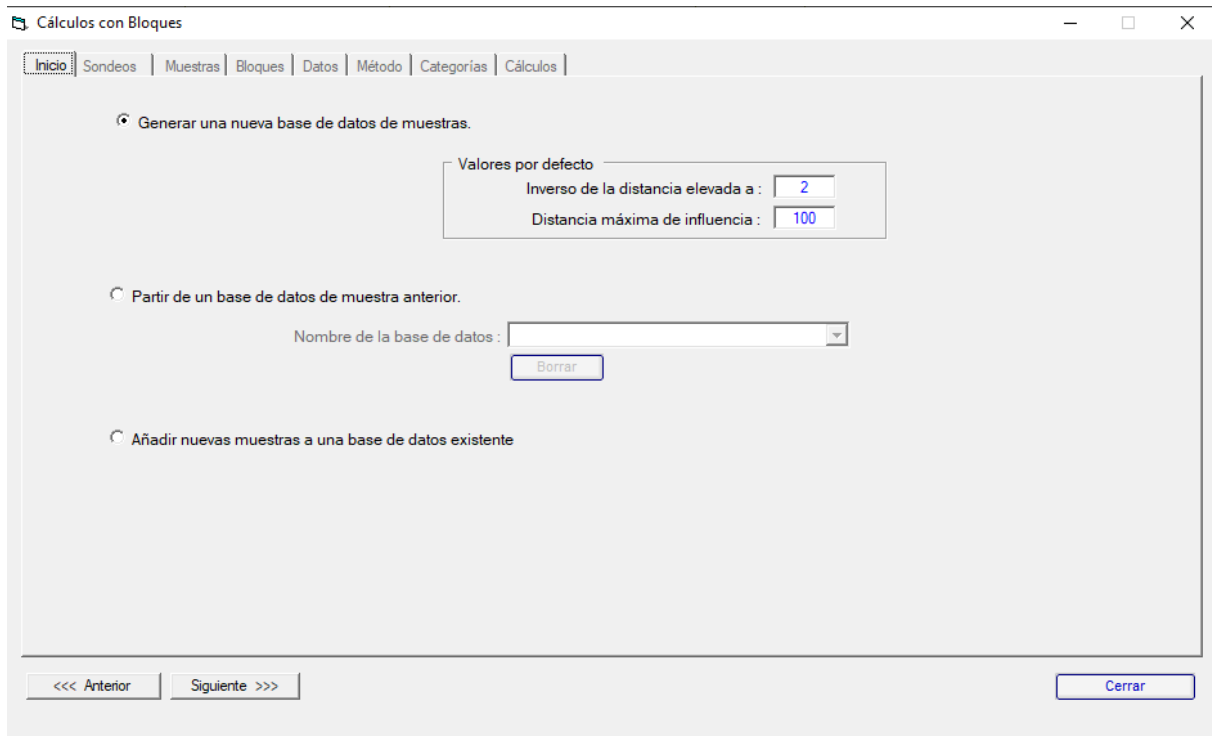 Cálculos con Bloques
Inicio Sondeos Muestras Bloques Datos Método Categorías Cálculos
Generar una nueva base de datos de muestras.
Valores por defecto
Inverso de la distancia elevada a : 2
Distancia máxima de influencia : 100
Partir de un base de datos de muestra anterior.
Nombre de la base de datos :
Borrar
Añadir nuevas muestras a una base de datos existente
<<< Anterior Siguiente >>> Cerrar